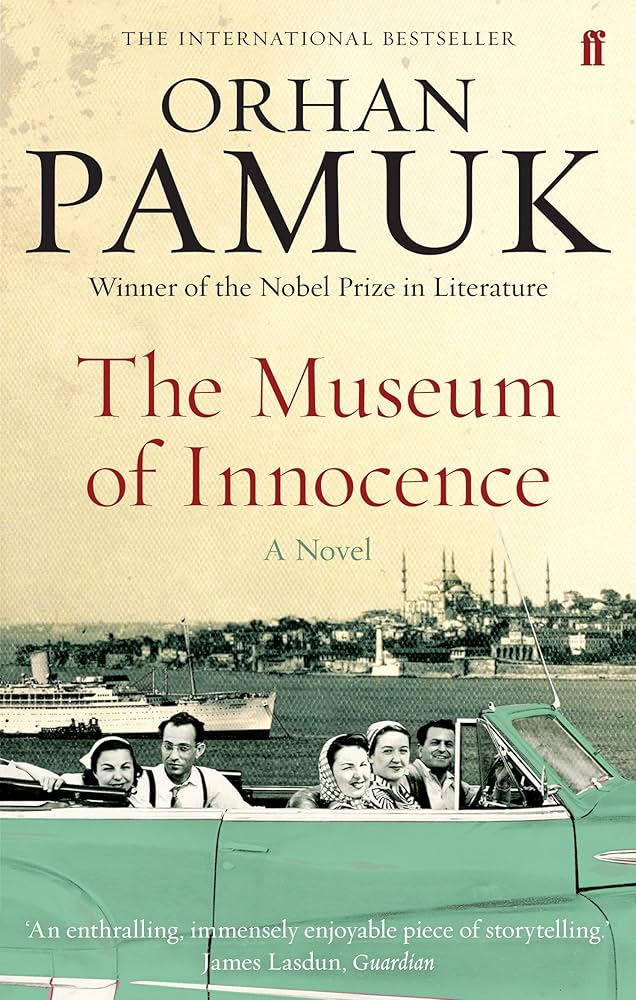 THE INTERNATIONAL BESTSELLER
ff
ORHAN
PAMUK
Winner of the Nobel Prize in Literature
The Museum
of Innocence
A Novel
‘An enthralling, immensely enjoyable piece of storytelling.’
James Lasdun, Guardian